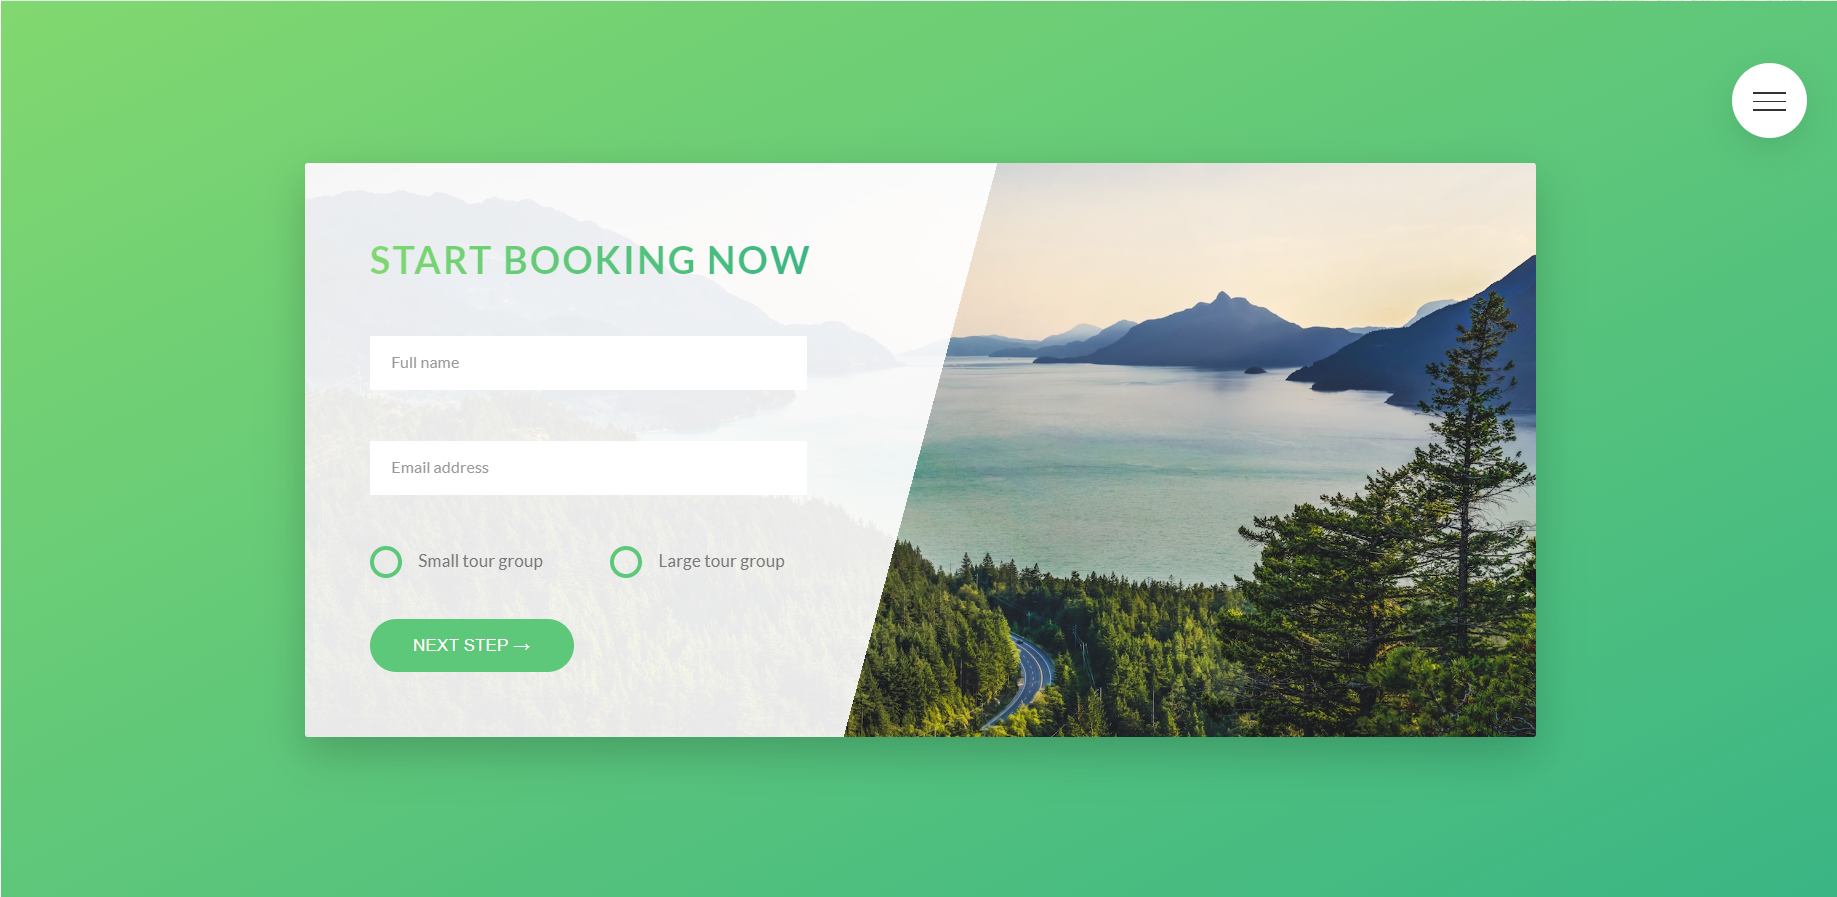 START BOOKING NOW
Full name
Email address
Small tour group
Large tour group
NEXT STEP →